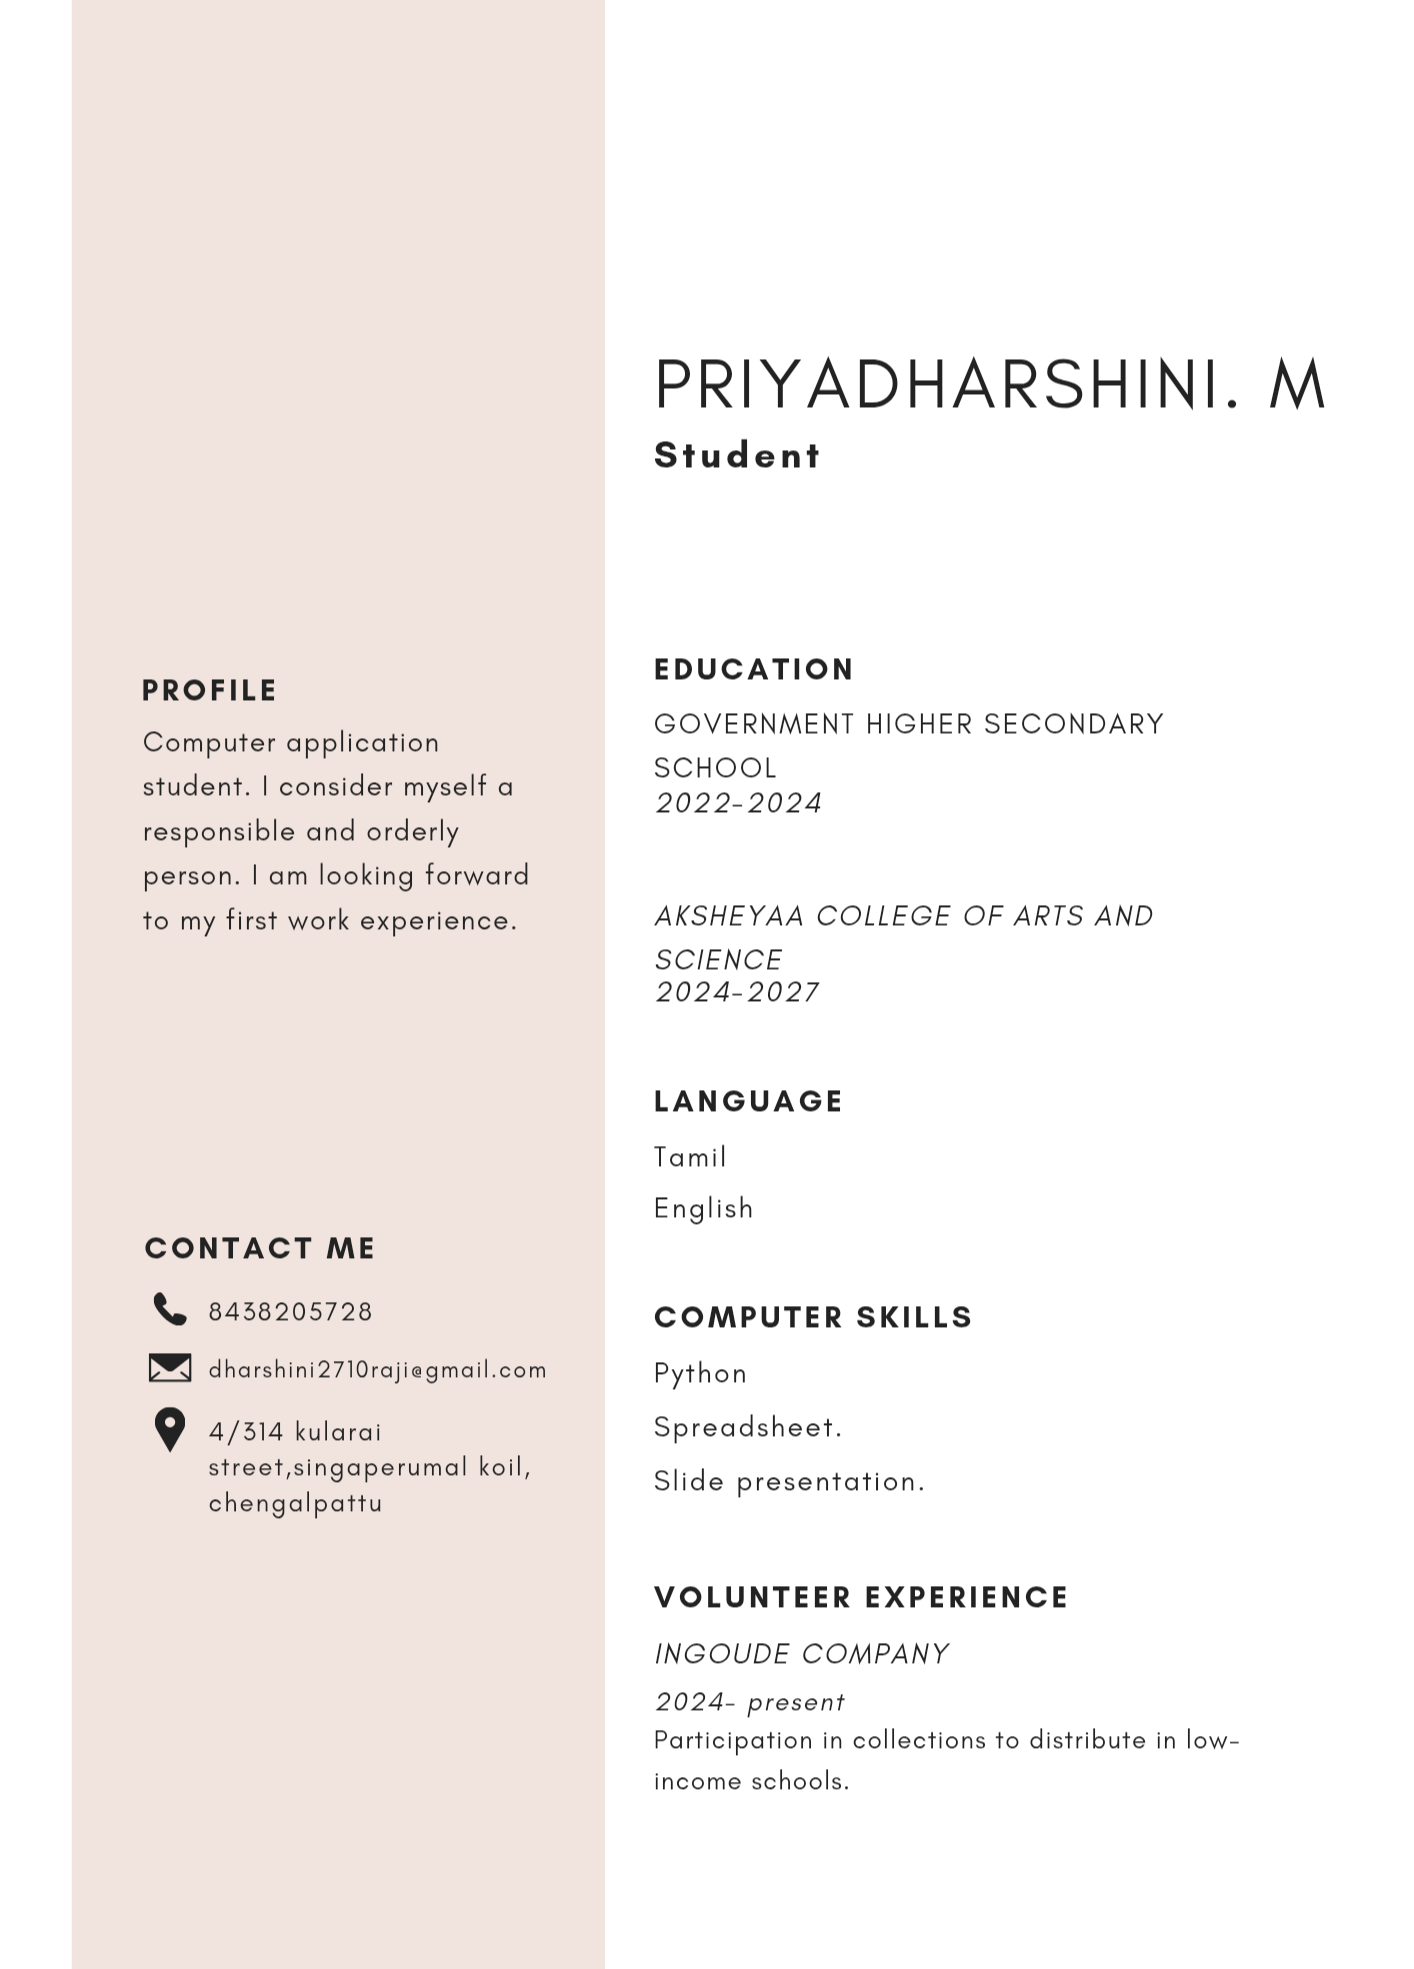 PRIYADHARSHINI. M
Student
PROFILE
Computer application
student. I consider myself a
responsible and orderly
person. I am looking forward
to my first work experience.
CONTACT ME
8438205728
dharshini2710raji@gmail.com
4/314 kularai
street,singaperumal koil,
chengalpattu
EDUCATION
GOVERNMENT HIGHER SECONDARY
SCHOOL
2022-2024
AKSHEYAA COLLEGE OF ARTS AND
SCIENCE
2024-2027
LANGUAGE
Tamil
English
COMPUTER SKILLS
Python
Spreadsheet.
Slide presentation.
VOLUNTEER EXPERIENCE
INGOUDE COMPANY
2024- present
Participation in collections to distribute in low-
income schools.